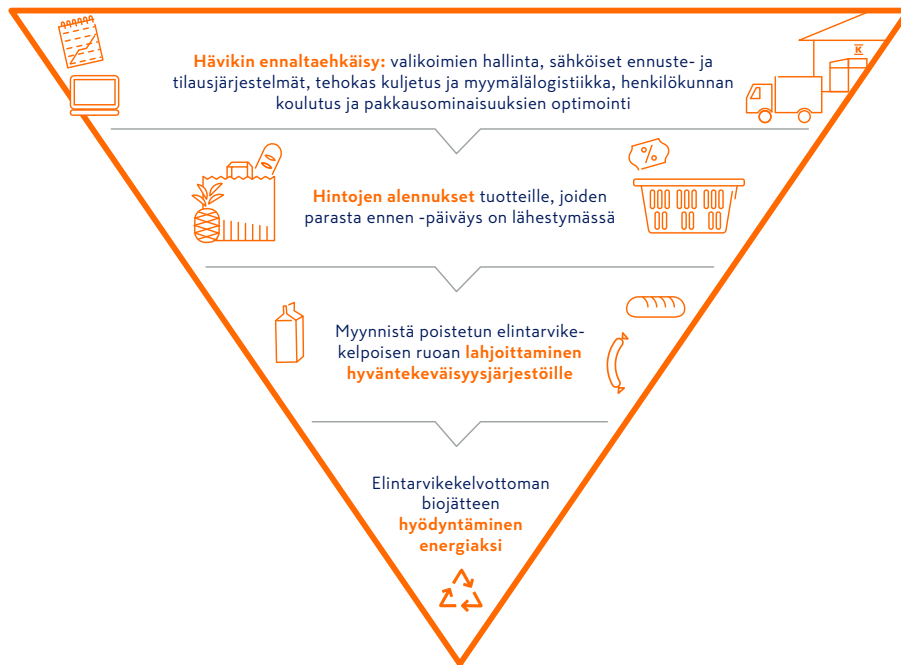 K
Hävikin ennaltaehkäisy: valikoimien hallinta, sähköiset ennuste- ja
tilausjärjestelmät, tehokas kuljetus ja myymälälogistiikka, henkilökunnan
koulutus ja pakkausominaisuuksien optimointi
%
Hintojen alennukset tuotteille, joiden
parasta ennen -päiväys on lähestymässä
Myynnistä poistetun elintarvike-
kelpoisen ruoan lahjoittaminen
hyväntekeväisyysjärjestöille
Elintarvikekelvottoman
biojätteen
hyödyntäminen
energiaksi